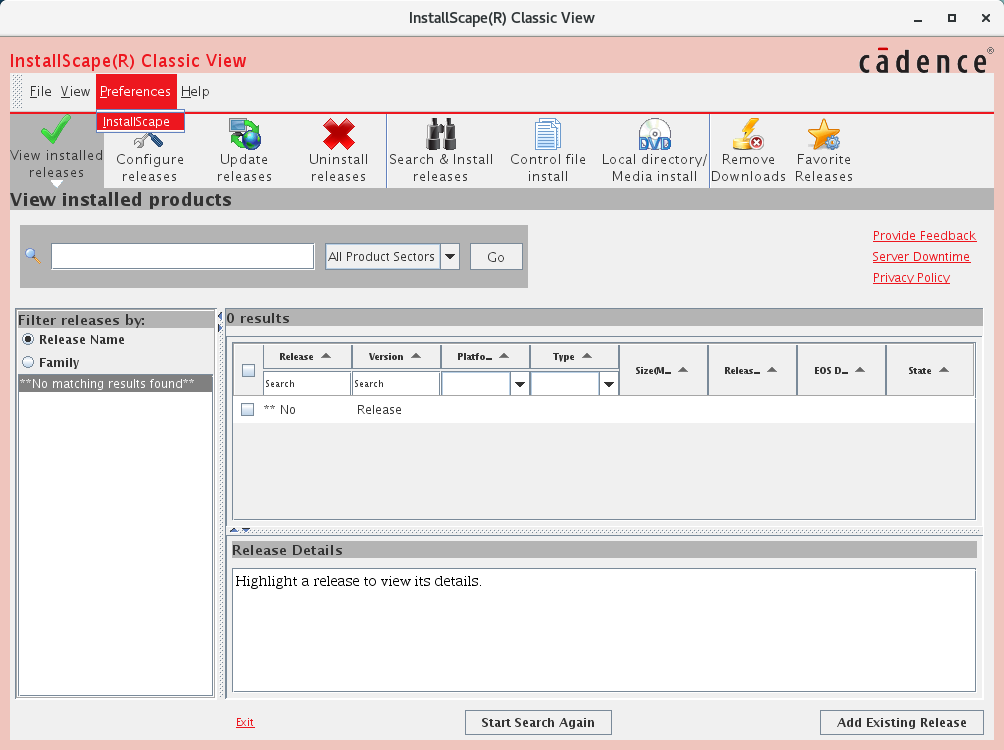 InstallScape(R) Classic View
InstallScape(R) Classic View
cādence®
File View Preferences Help
InstallScape
View installed releases
Configure releases
Update releases
Uninstall releases
Search & Install releases
Control file install
DVD
Local directory/ Media install
Remove Downloads
Favorite Releases
View installed products
All Product Sectors
Go
Provide Feedback
Server Downtime
Privacy Policy
Filter releases by:
Release Name
Family
**No matching results found**
0 results
Release Version Platfo... Type Size(M... Releas... EOS D... State
Search Search
** No Release
Release Details
Highlight a release to view its details.
Exit
Start Search Again
Add Existing Release